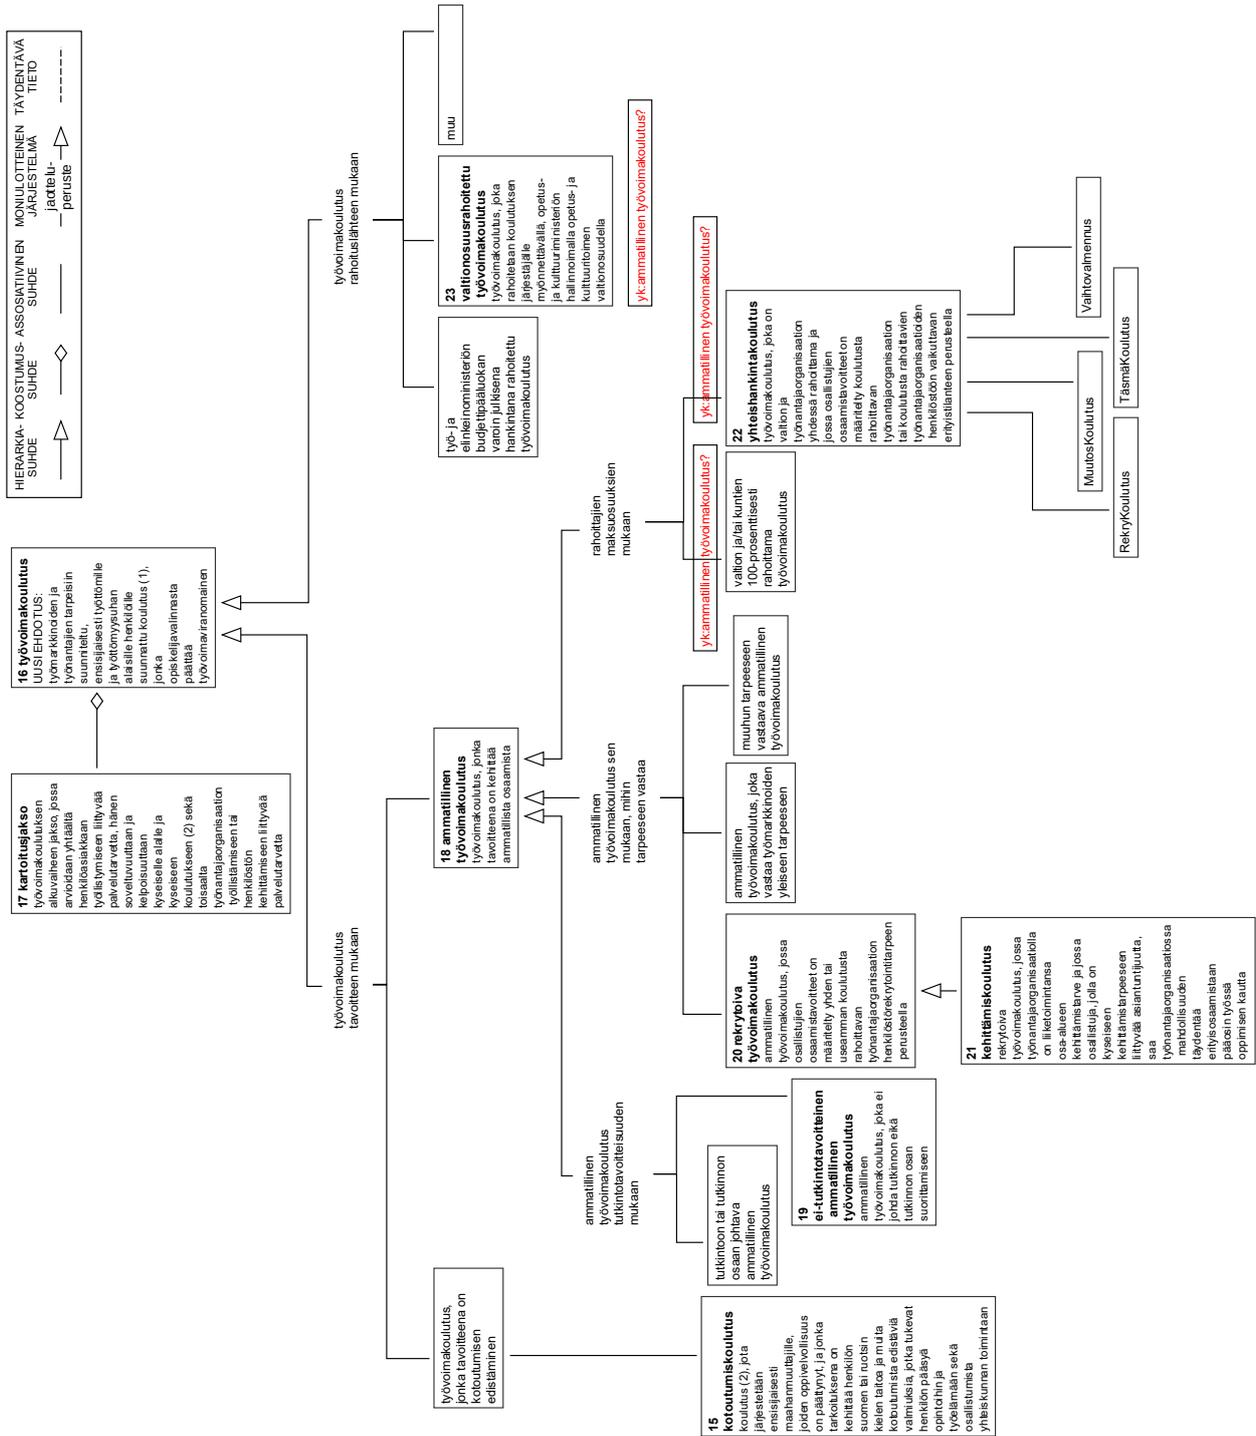 HIERARKIA- KOOSTUMUS- ASSOSIATIIVINEN MONIULOTTEINEN TÄYDENTÄVÄ
SUHDE SUHDE SUHDE JÄRJESTELMÄ TIETO
jaottelu-
peruste
17 kartoitusjakso
työvoimakoulutuksen
alkuvaiheen jakso, jossa
arvioidaan yhtäältä
henkilöasiakkaan
työllistymiseen liittyvää
palvelutarvetta, hänen
soveltuvuuttaan ja
kelpoisuuttaan
kyseiselle alalle ja
kyseiseen
koulutukseen (2) sekä
toisaalta
työnantajaorganisaation
työllistämiseen tai
henkilöstön
kehittämiseen liittyvää
palvelutarvetta
16 työvoimakoulutus
UUSI EHDOTUS:
työmarkkinoiden ja
työnantajien tarpeisiin
suunniteltu,
ensisijaisesti työttömille
ja työttömyysuhan
alaisille henkilöille
suunnattu koulutus (1),
jonka
opiskelijavalinnasta
päättää
työvoimaviranomainen
työvoimakoulutus
tavoitteen mukaan
työvoimakoulutus
rahoituslähteen mukaan
työvoimakoulutus,
jonka tavoitteena on
kotoutumisen
edistäminen
18 ammatillinen
työvoimakoulutus
työvoimakoulutus, jonka
tavoitteena on kehittää
ammatillista osaamista
työ- ja
elinkeinoministeriön
budjettipääluokan
varoin julkisena
hankintana rahoitettu
työvoimakoulutus
23
valtionosuusrahoitettu
työvoimakoulutus
työvoimakoulutus, joka
rahoitetaan koulutuksen
järjestäjälle
myönnettävällä, opetus-
ja kulttuuriministeriön
hallinnoimalla opetus- ja
kulttuuritoimen
valtionosuudella
muu
yk:ammatillinen työvoimakoulutus?
ammatillinen
työvoimakoulutus
tutkintotavoitteisuuden
mukaan
ammatillinen
työvoimakoulutus sen
mukaan, mihin
tarpeeseen vastaa
rahoittajien
maksuosuuksien
mukaan
yk:ammatillinen työvoimakoulutus?
yk:ammatillinen työvoimakoulutus?
15
kotoutumiskoulutus
koulutus (2), jota
järjestetään
ensisijaisesti
maahanmuuttajille,
joiden oppivelvollisuus
on päättynyt, ja jonka
tarkoituksena on
kehittää henkilön
suomen tai ruotsin
kielen taitoa ja muita
kotoutumista edistäviä
valmiuksia, jotka tukevat
henkilön pääsyä
opintoihin ja
työelämään sekä
osallistumista
yhteiskunnan toimintaan
tutkintoon tai tutkinnon
osaan johtava
ammatillinen
työvoimakoulutus
19
ei-tutkintotavoitteinen
ammatillinen
työvoimakoulutus
ammatillinen
työvoimakoulutus, joka ei
johda tutkinnon eikä
tutkinnon osan
suorittamiseen
20 rekrytoiva
työvoimakoulutus
ammatillinen
työvoimakoulutus, jossa
osallistujien
osaamistavoitteet on
määritelty yhden tai
useamman koulutusta
rahoittavan
työnantajaorganisaation
henkilöstörekrytointitarpeen
perusteella
ammatillinen
työvoimakoulutus, joka
vastaa työmarkkinoiden
yleiseen tarpeeseen
muuhun tarpeeseen
vastaava ammatillinen
työvoimakoulutus
valtion ja/tai kuntien
100-prosenttisesti
rahoittama
työvoimakoulutus
22
yhteishankintakoulutus
työvoimakoulutus, joka on
valtion ja
työnantajaorganisaation
yhdessä rahoittama ja
jossa osallistujien
osaamistavoitteet on
määritelty koulutusta
rahoittavan
työnantajaorganisaation
tai koulutusta rahoittavien
työnantajaorganisaatioiden
henkilöstöön vaikuttavan
erityistilanteen perusteella
21
kehittämiskoulutus
rekrytoiva
työvoimakoulutus, jossa
työnantajaorganisaatiolla
on liiketoimintansa
osa-alueen
kehittämistarve ja jossa
osallistuja, jolla on
kyseiseen
kehittämistarpeeseen
liittyvää asiantuntijuutta,
saa
työnantajaorganisaatiossa
mahdollisuuden
täydentää
erityisosaamistaan
pääosin työssä
oppimisen kautta
RekryKoulutus
MuutosKoulutus
TäsmäKoulutus
Vaihtovalmennus